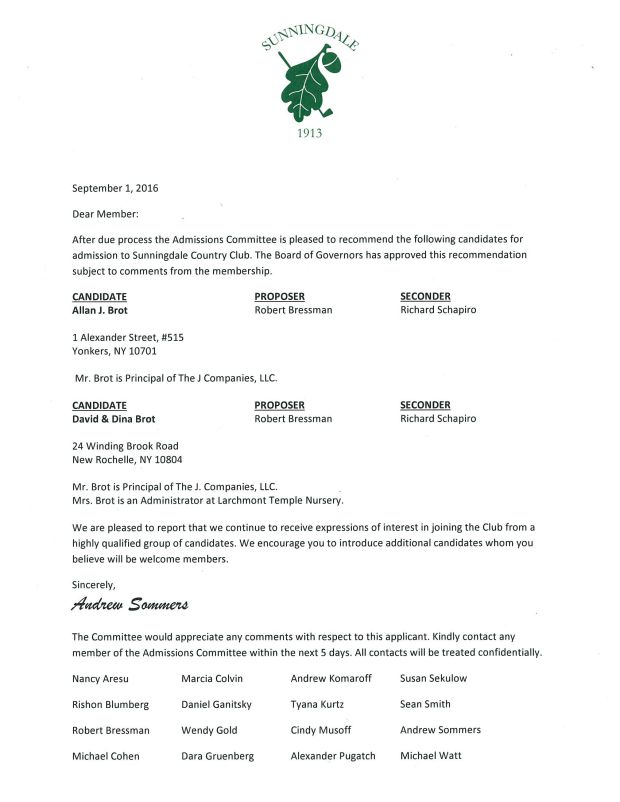 SUNNINGDALE
1913
September 1, 2016
Dear Member:
After due process the Admissions Committee is pleased to recommend the following candidates for
admission to Sunningdale Country Club. The Board of Governors has approved this recommendation
subject to comments from the membership.
CANDIDATE PROPOSER SECONDER
Allan J. Brot Robert Bressman Richard Schapiro
1 Alexander Street, #515
Yonkers, NY 10701
Mr. Brot is Principal of The J Companies, LLC.
CANDIDATE PROPOSER SECONDER
David & Dina Brot Robert Bressman Richard Schapiro
24 Winding Brook Road
New Rochelle, NY 10804
Mr. Brot is Principal of The J. Companies, LLC.
Mrs. Brot is an Administrator at Larchmont Temple Nursery.
We are pleased to report that we continue to receive expressions of interest in joining the Club from a
highly qualified group of candidates. We encourage you to introduce additional candidates whom you
believe will be welcome members.
Sincerely,
Andrew Sommers
The Committee would appreciate any comments with respect to this applicant. Kindly contact any
member of the Admissions Committee within the next 5 days. All contacts will be treated confidentially.
Nancy Aresu Marcia Colvin Andrew Komaroff Susan Sekulow
Rishon Blumberg Daniel Ganitsky Tyana Kurtz Sean Smith
Robert Bressman Wendy Gold Cindy Musoff Andrew Sommers
Michael Cohen Dara Gruenberg Alexander Pugatch Michael Watt